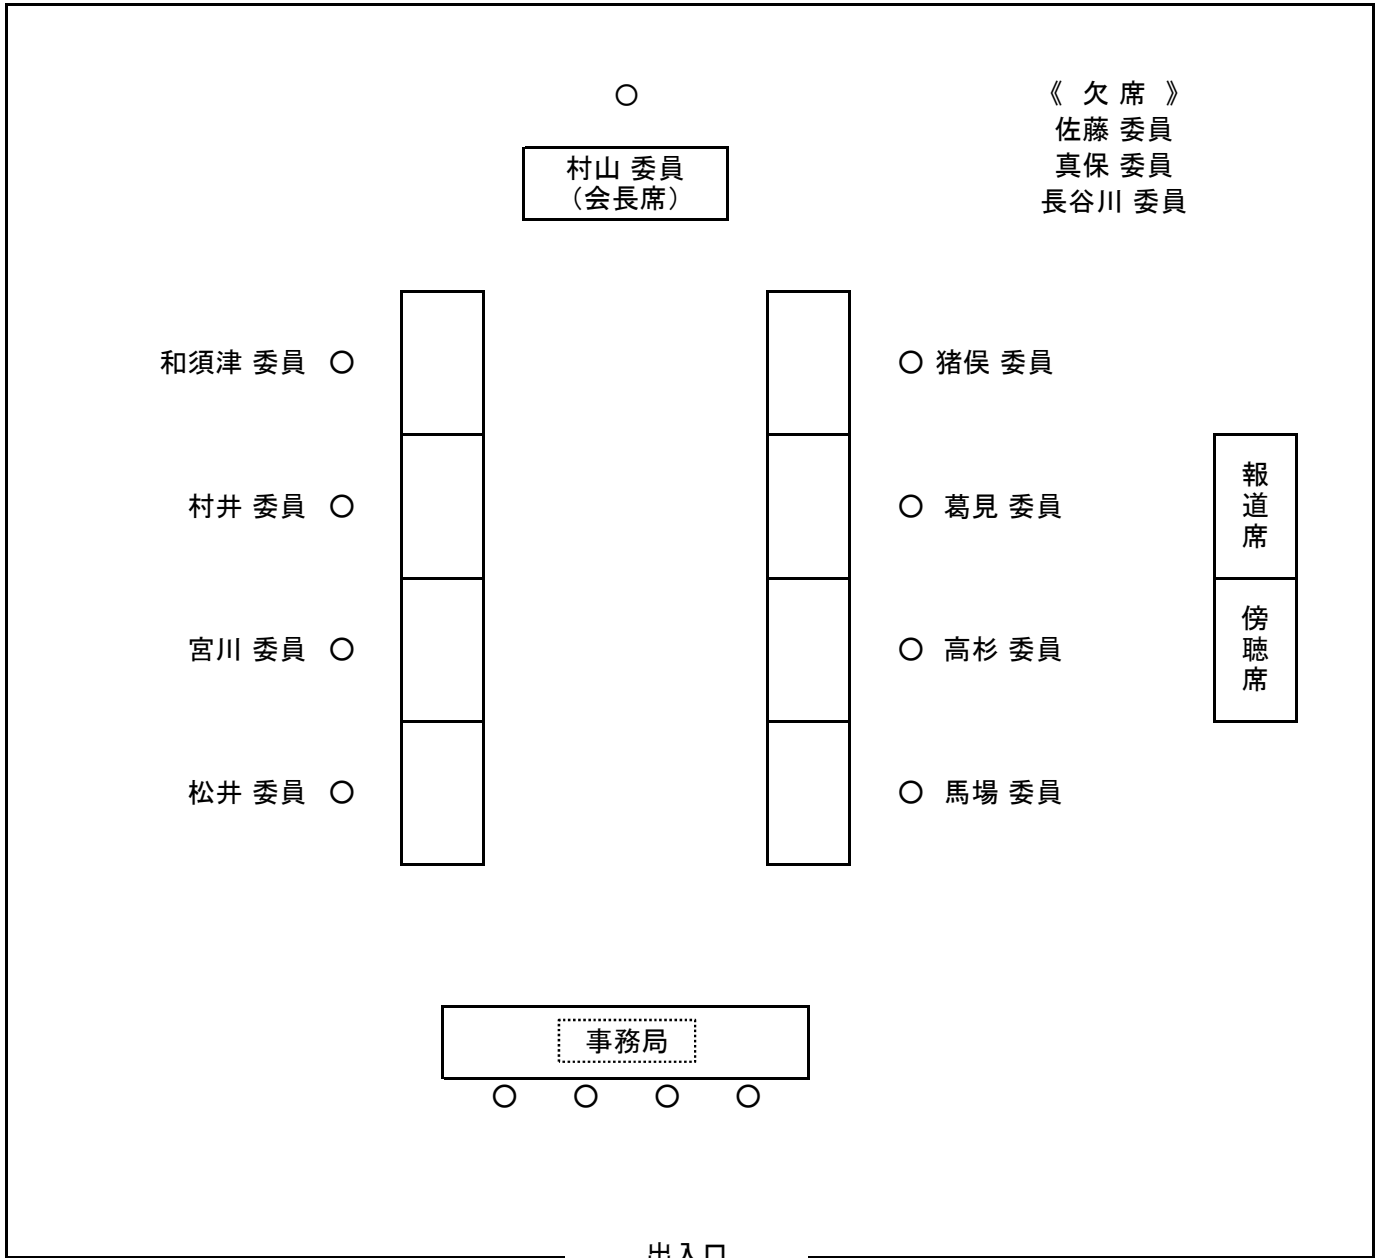 《 欠 席 》
佐藤 委員
真保 委員
長谷川 委員
村山 委員
（会長席）
和須津 委員
猪俣 委員
村井 委員
葛見 委員
宮川 委員
高杉 委員
松井 委員
馬場 委員
報道席
傍聴席
事務局
出入口